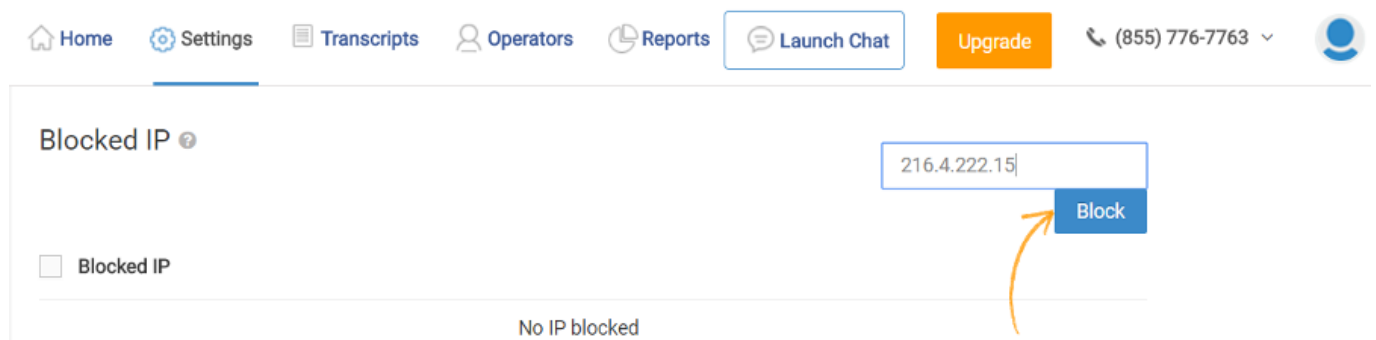 Home Settings Transcripts Operators Reports Launch Chat Upgrade (855) 776-7763
Blocked IP
216.4.222.15
Block
Blocked IP
No IP blocked